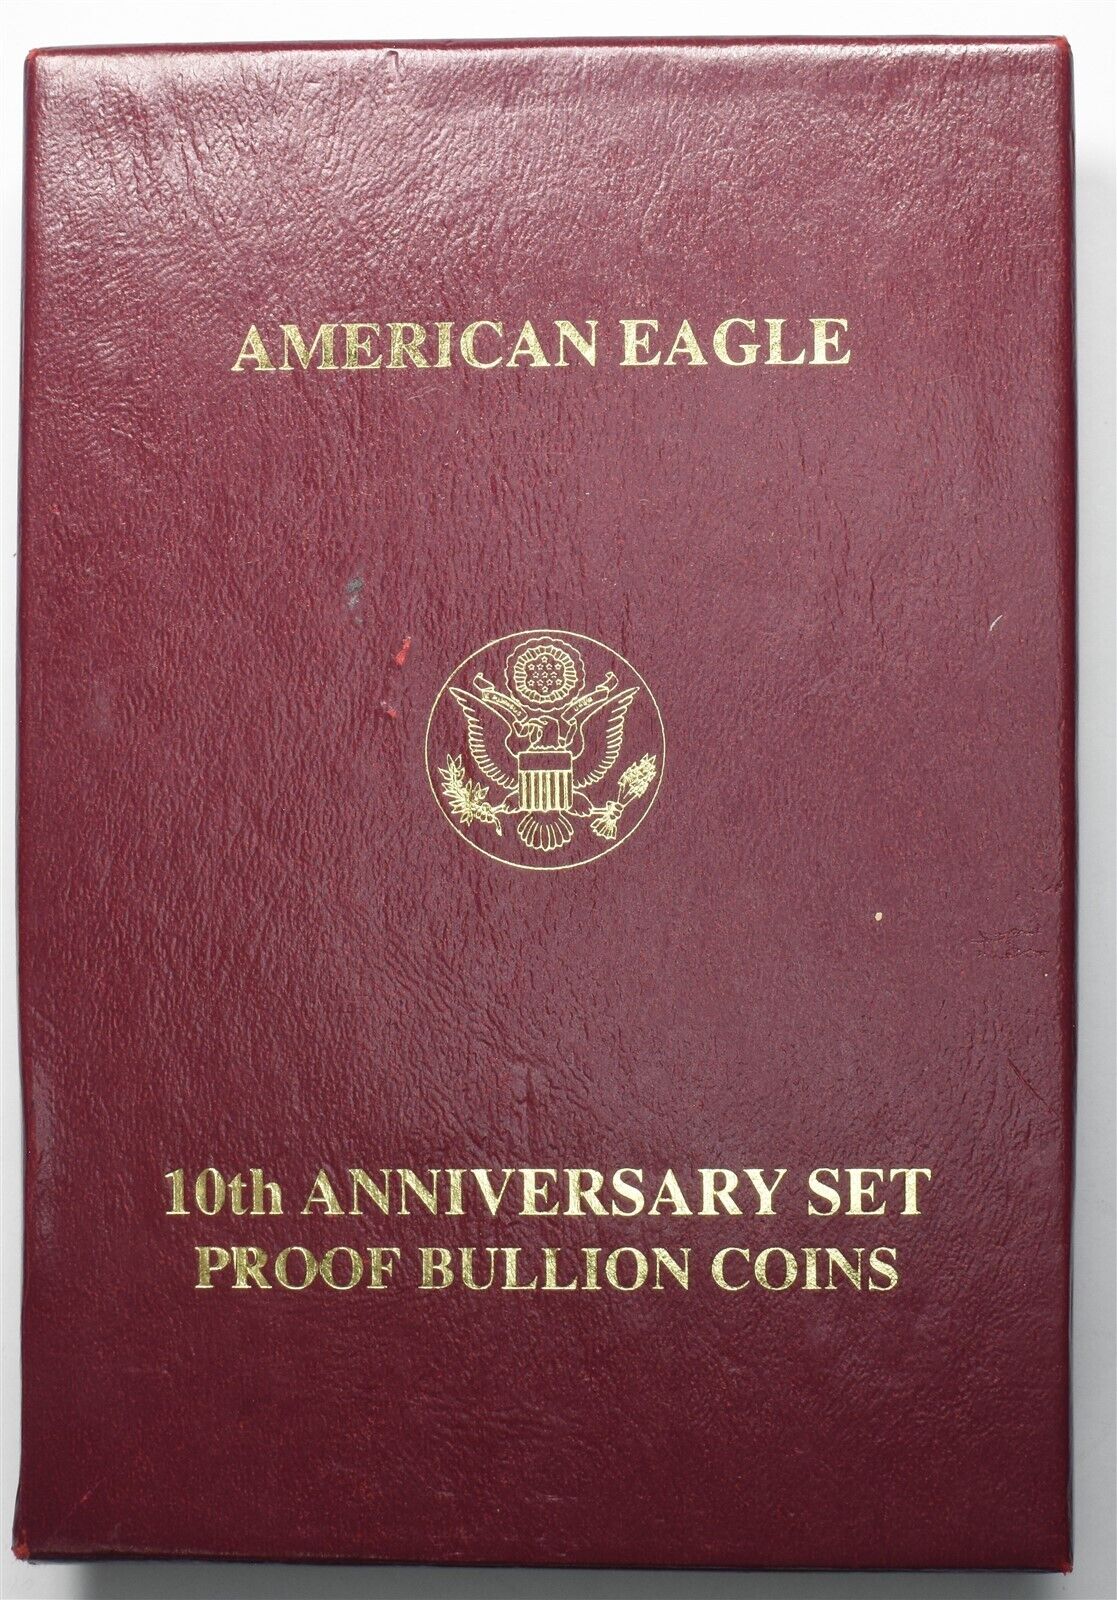 AMERICAN EAGLE
10th ANNIVERSARY SET
PROOF BULLION COINS